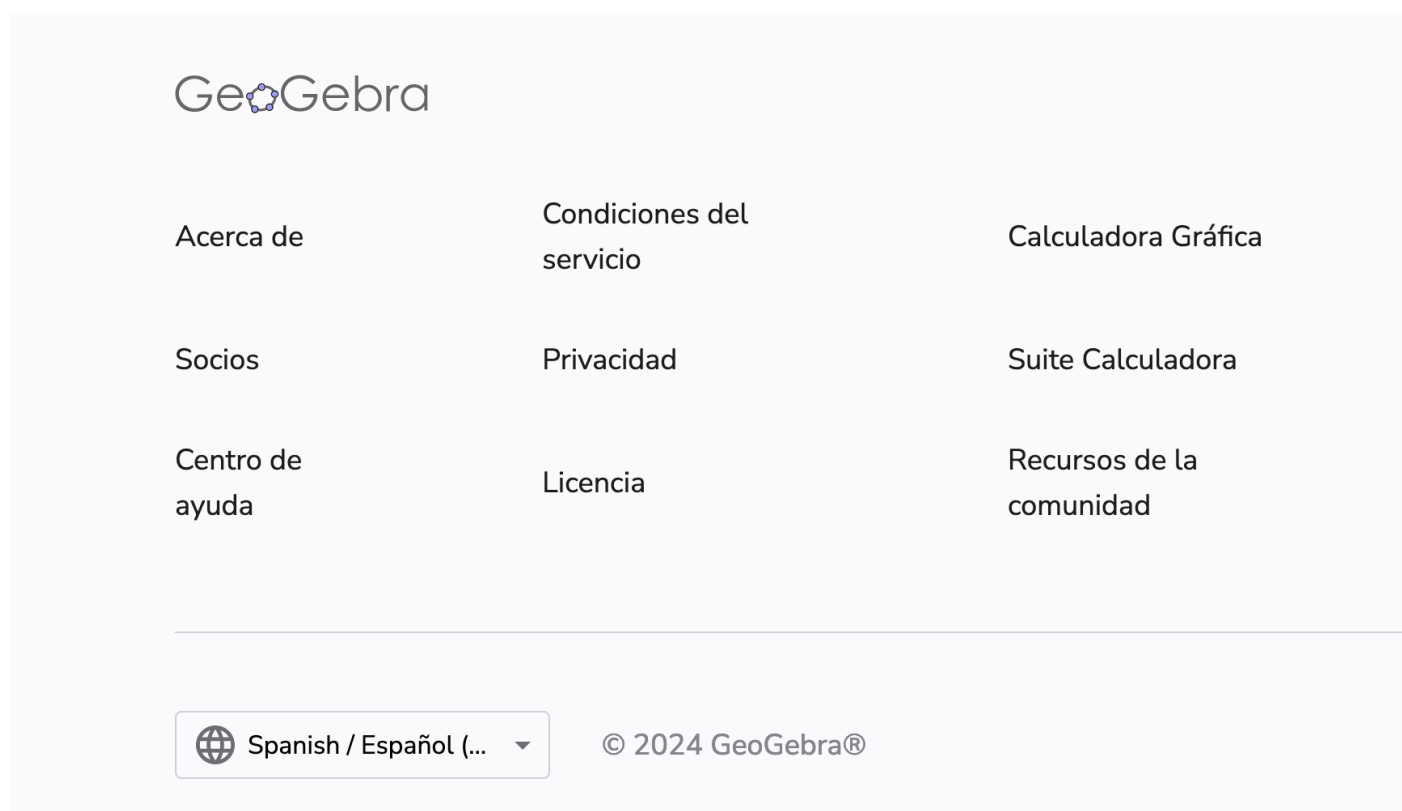 GeoGebra
Acerca de
Condiciones del
servicio
Calculadora Gráfica
Socios
Privacidad
Suite Calculadora
Centro de
ayuda
Licencia
Recursos de la
comunidad
Spanish / Español (...
© 2024 GeoGebra®